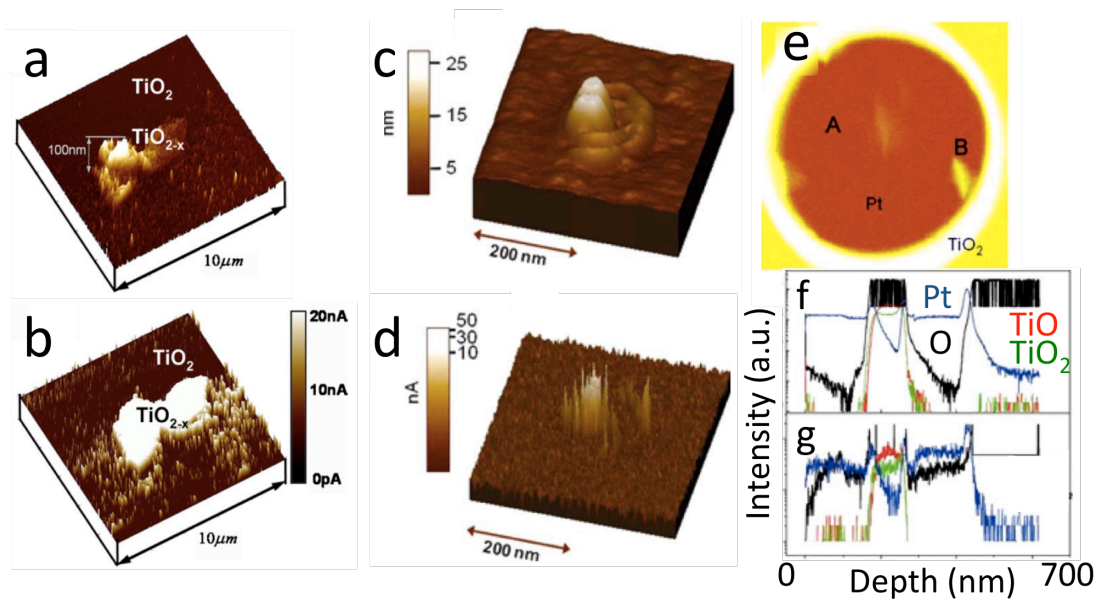 a
TiO2
TiO2-x
100nm
10μm
b
TiO2
TiO2-x
20nA
10nA
0pA
10μm
c
25
15
5
nm
200 nm
d
50
30
10
nA
200 nm
e
A
B
Pt
TiO2
f
Pt
O
TiO
TiO2
g
Intensity (a.u.)
0
700
Depth (nm)